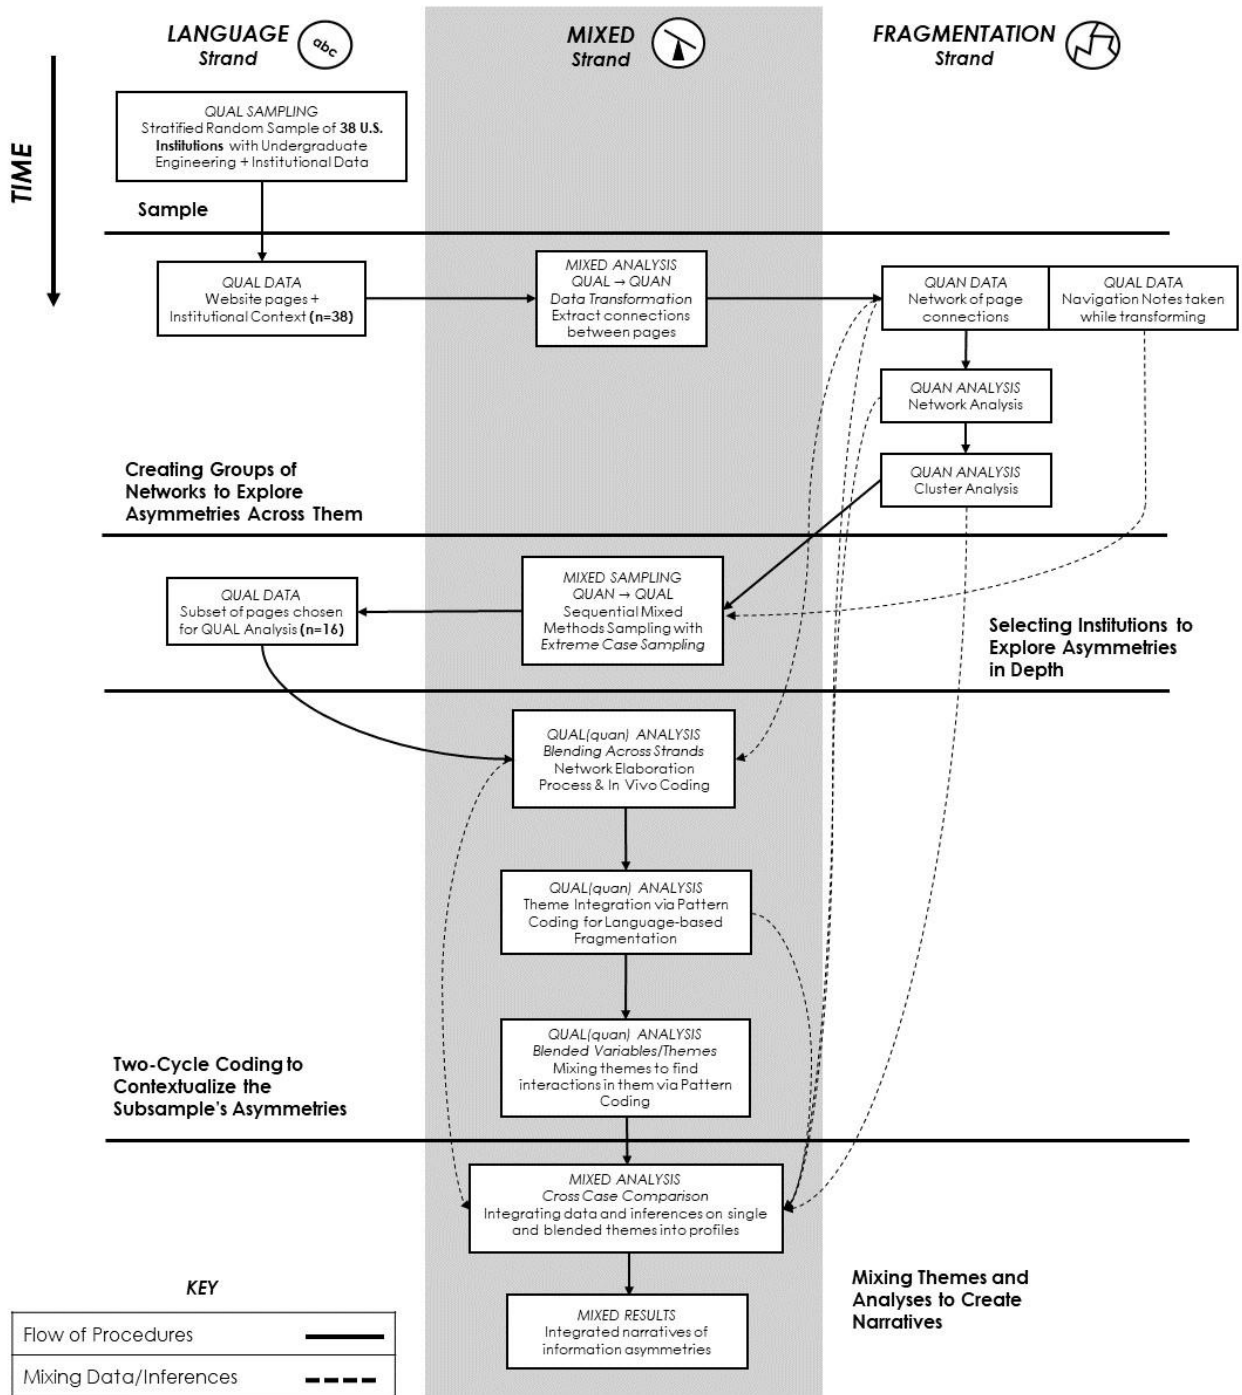 LANGUAGE
Strand
abc
MIXED
Strand
FRAGMENTATION
Strand
TIME
QUAL SAMPLING
Stratified Random Sample of 38 U.S.
Institutions with Undergraduate
Engineering + Institutional Data
Sample
QUAL DATA
Website pages +
Institutional Context (n=38)
MIXED ANALYSIS
QUAL → QUAN
Data Transformation
Extract connections
between pages
QUAN DATA
Network of page
connections
QUAL DATA
Navigation Notes taken
while transforming
QUAN ANALYSIS
Network Analysis
QUAN ANALYSIS
Cluster Analysis
Creating Groups of
Networks to Explore
Asymmetries Across Them
QUAL DATA
Subset of pages chosen
for QUAL Analysis (n=16)
MIXED SAMPLING
QUAN → QUAL
Sequential Mixed
Methods Sampling with
Extreme Case Sampling
Selecting Institutions to
Explore Asymmetries
in Depth
QUAL(quan) ANALYSIS
Blending Across Strands
Network Elaboration
Process & In Vivo Coding
QUAL(quan) ANALYSIS
Theme Integration via Pattern
Coding for Language-based
Fragmentation
QUAL(quan) ANALYSIS
Blended Variables/Themes
Mixing themes to find
interactions in them via Pattern
Coding
Two-Cycle Coding to
Contextualize the
Subsample's Asymmetries
MIXED ANALYSIS
Cross Case Comparison
Integrating data and inferences on single
and blended themes into profiles
MIXED RESULTS
Integrated narratives of
information asymmetries
Mixing Themes and
Analyses to Create
Narratives
KEY
Flow of Procedures
Mixing Data/Inferences